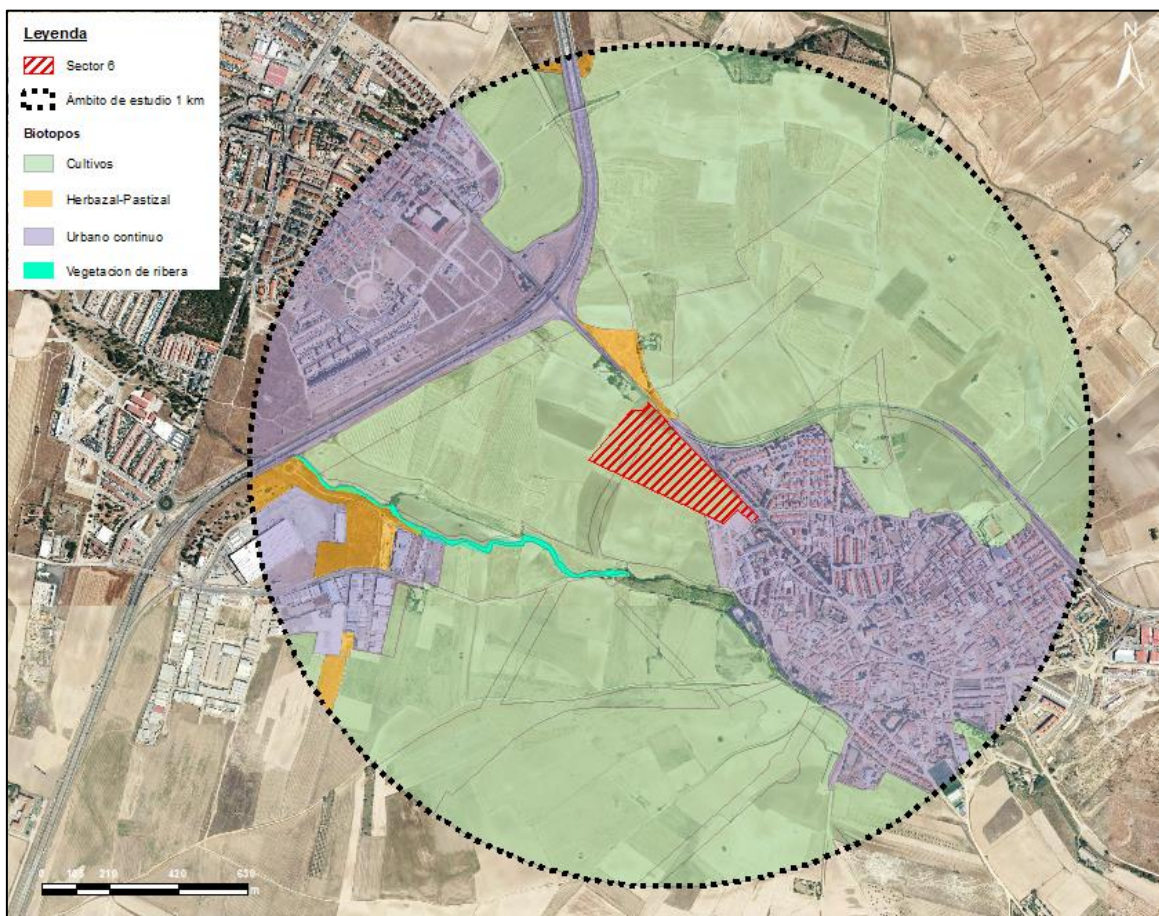 Leyenda
Sector 6
Ámbito de estudio 1 km
Biotopos
Cultivos
Herbazal-Pastizal
Urbano continuo
Vegetacion de ribera
N
0 105 210 420 630
m